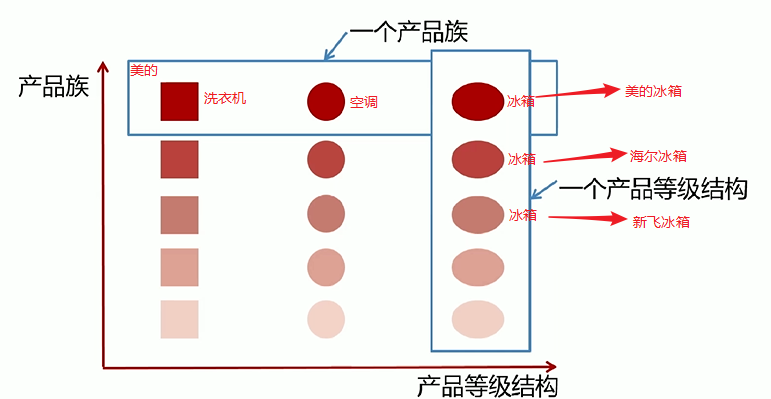 一个产品族
产品族
美的
洗衣机
空调
冰箱
美的冰箱
冰箱
海尔冰箱
一个产品等级结构
冰箱
新飞冰箱
产品等级结构